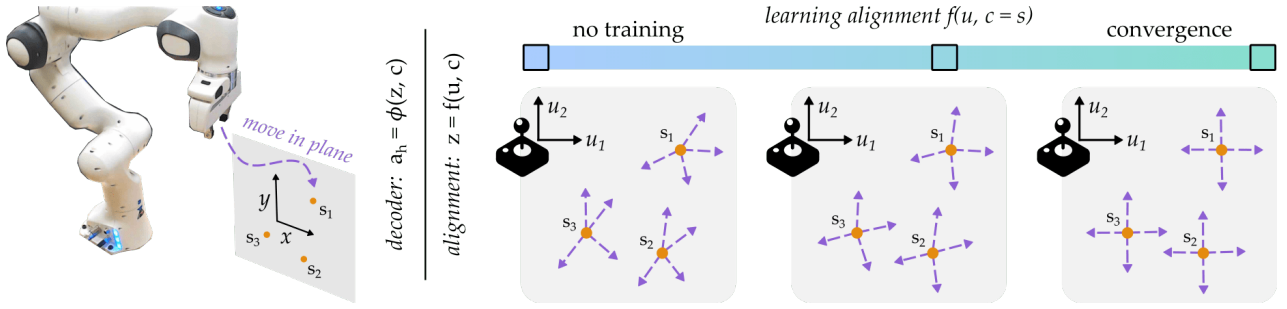 move in plane
y
x
s₁
s₃
s₂
decoder: aₕ = ϕ(z, c)
alignment: z = f(u, c)
learning alignment f(u, c = s)
no training
convergence
u₂
u₁
s₁
s₃
s₂
u₂
u₁
s₁
s₃
s₂
u₂
u₁
s₁
s₃
s₂